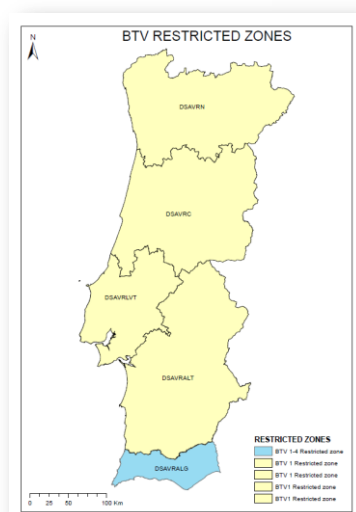 BTV RESTRICTED ZONES
N
DSAVRN
DSAVRC
DSAVRLVT
DSAVRALT
DSAVRALG
RESTRICTED ZONES
BTV 1-4 Restricted zone
BTV 1 Restricted zone
BTV 1 Restricted zone
BTV1 Restricted zone
BTV1 Restricted zone
0 25 50 100 Km